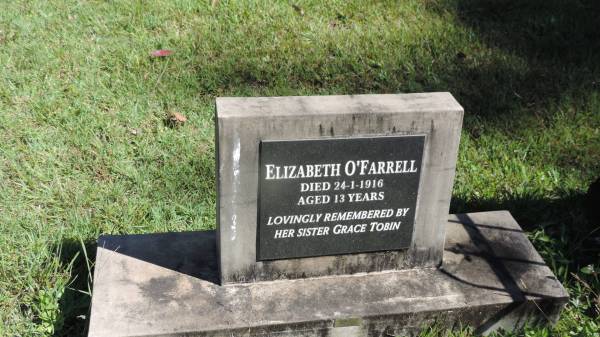 ELIZABETH O'FARRELL
DIED 24-1-1916
AGED 13 YEARS
LOVINGLY REMEMBERED BY
HER SISTER GRACE TOBIN